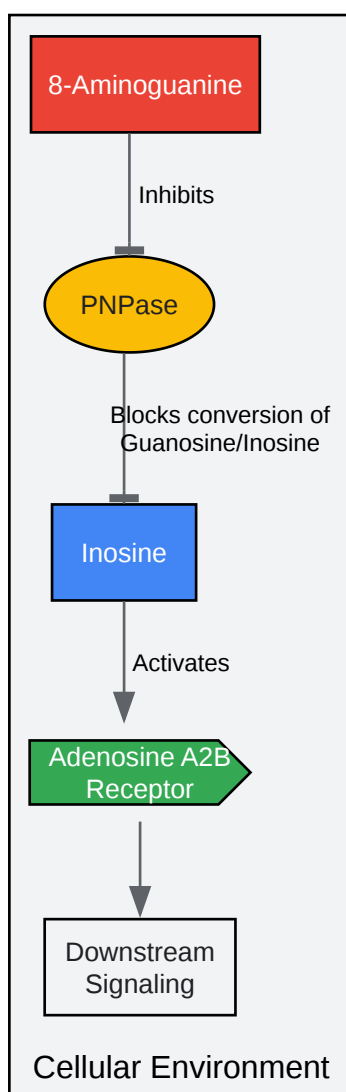 8-Aminoguanine
Inhibits
PNPase
Blocks conversion of
Guanosine/Inosine
Inosine
Activates
Adenosine A2B
Receptor
Downstream
Signaling
Cellular Environment